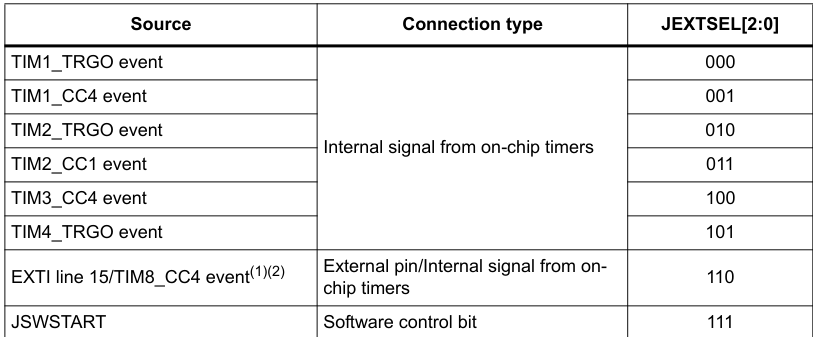 Source Connection type JEXTSEL[2:0]
TIM1_TRGO event 000
TIM1_CC4 event 001
TIM2_TRGO event 010
Internal signal from on-chip timers
TIM2_CC1 event 011
TIM3_CC4 event 100
TIM4_TRGO event 101
EXTI line 15/TIM8_CC4 event(1)(2) External pin/Internal signal from on-
chip timers 110
JSWSTART Software control bit 111